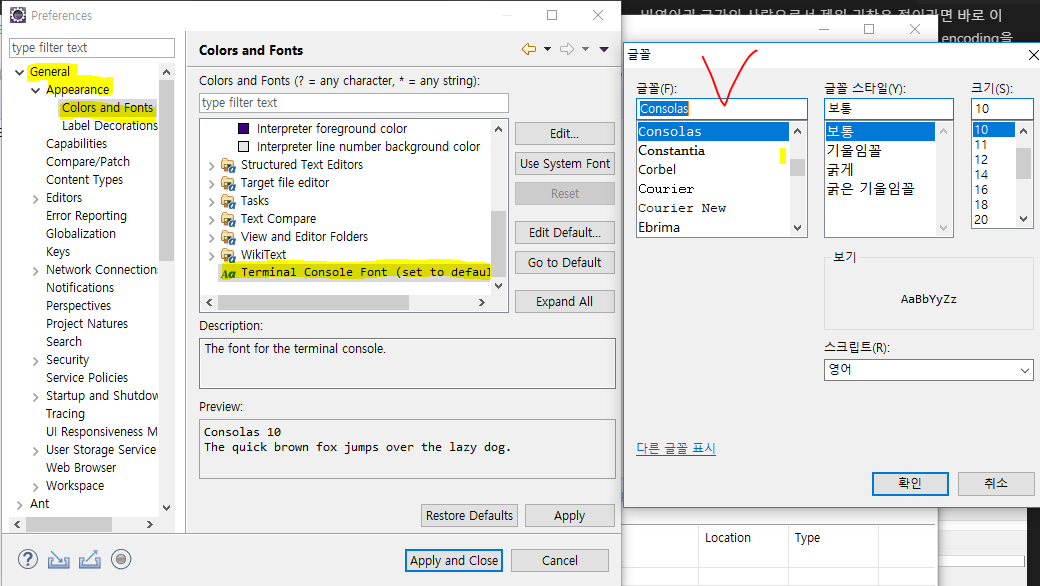 Preferences
type filter text
General
Appearance
Colors and Fonts
Label Decorations
Capabilities
Compare/Patch
Content Types
Editors
Error Reporting
Globalization
Keys
Network Connections
Notifications
Perspectives
Project Natures
Search
Security
Service Policies
Startup and Shutdow
Tracing
UI Responsiveness M
User Storage Service
Web Browser
Workspace
Ant
Colors and Fonts
Colors and Fonts (? = any character, * = any string):
type filter text
Interpreter foreground color
Interpreter line number background color
Structured Text Editors
Target file editor
Tasks
Text Compare
View and Editor Folders
WikiText
Aa Terminal Console Font (set to defaul
Edit...
Use System Font
Reset
Edit Default...
Go to Default
Expand All
Description:
The font for the terminal console.
Preview:
Consolas 10
The quick brown fox jumps over the lazy dog.
Restore Defaults
Apply
Apply and Close
Cancel
면 바로 이
encoding을
글꼴
글꼴(F):
Consolas
Consolas
Constantia
Corbel
Courier
Courier New
Ebrima
글꼴 스타일(Y):
보통
보통
기울임꼴
굵게
굵은 기울임꼴
크기(S):
10
10
11
12
14
16
18
20
보기
AaBbYyZz
스크립트(R):
영어
다른 글꼴 표시
확인
취소
Location
Type